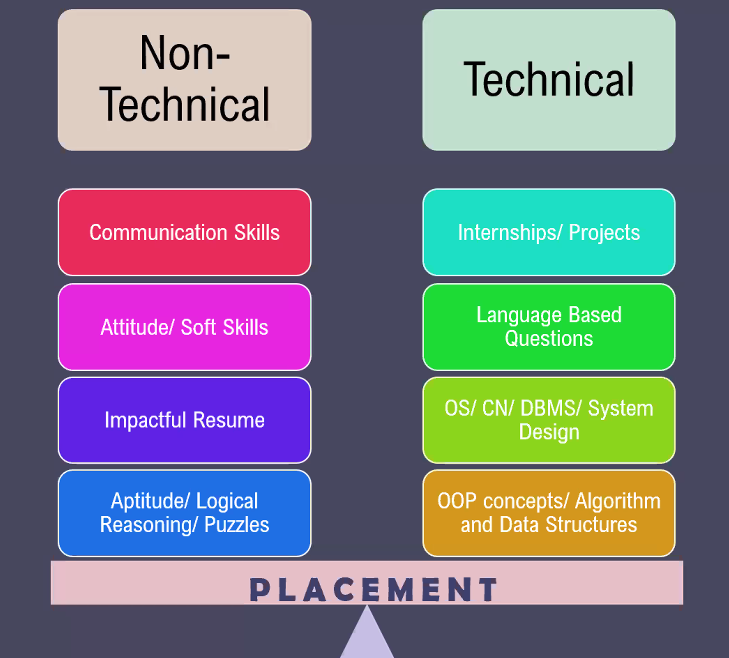 Non-
Technical
Technical
Communication Skills
Attitude/ Soft Skills
Impactful Resume
Aptitude/ Logical
Reasoning/ Puzzles
Internships/ Projects
Language Based
Questions
OS/ CN/ DBMS/ System
Design
OOP concepts/ Algorithm
and Data Structures
PLACEMENT